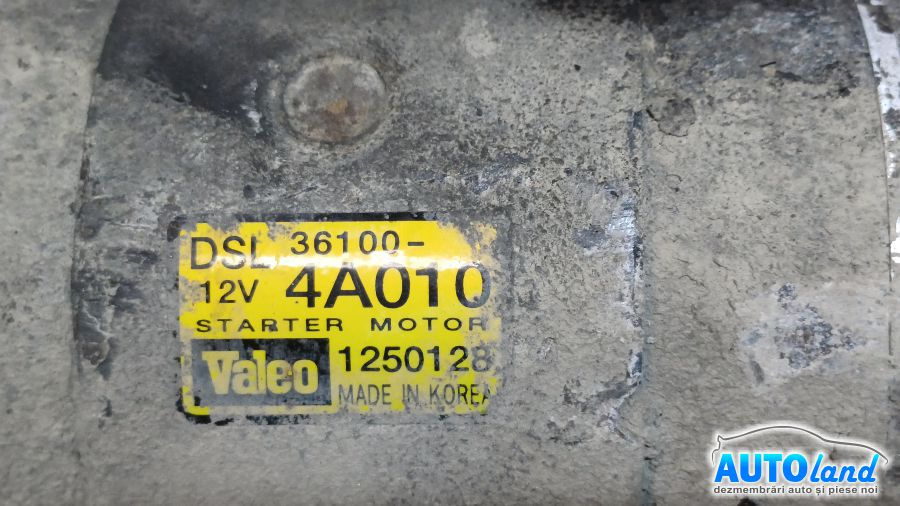 DSL 36100-
12V 4A010
STARTER MOTOR
Valeo 1250128
MADE IN KOREA
AUTOland
dezmembrări auto și piese noi